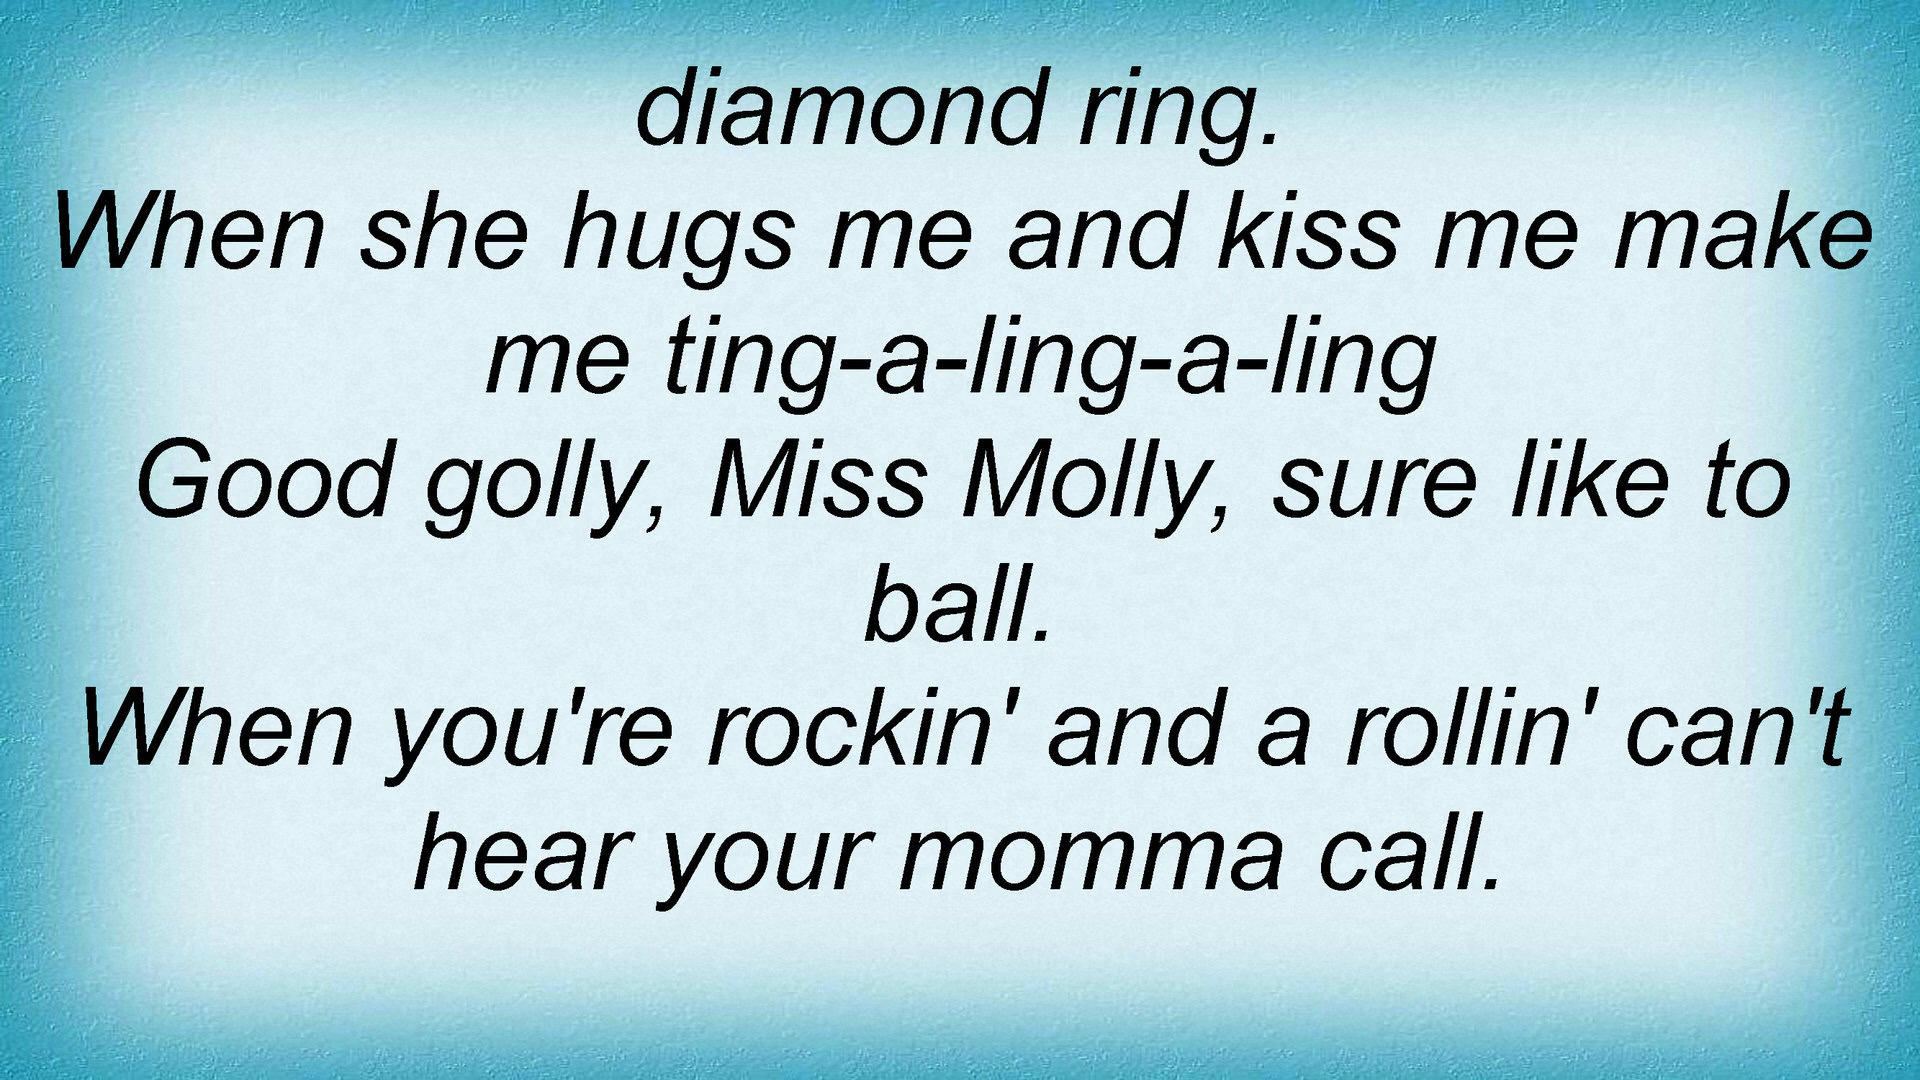 diamond ring.
When she hugs me and kiss me make
me ting-a-ling-a-ling
Good golly, Miss Molly, sure like to
ball.
When you're rockin' and a rollin' can't
hear your momma call.